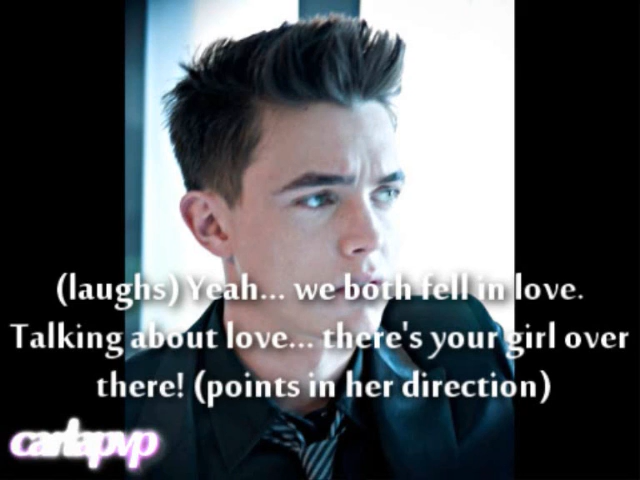 (laughs) Yeah... we both fell in love.
Talking about love... there's your girl over
there! (points in her direction)
carlapvp